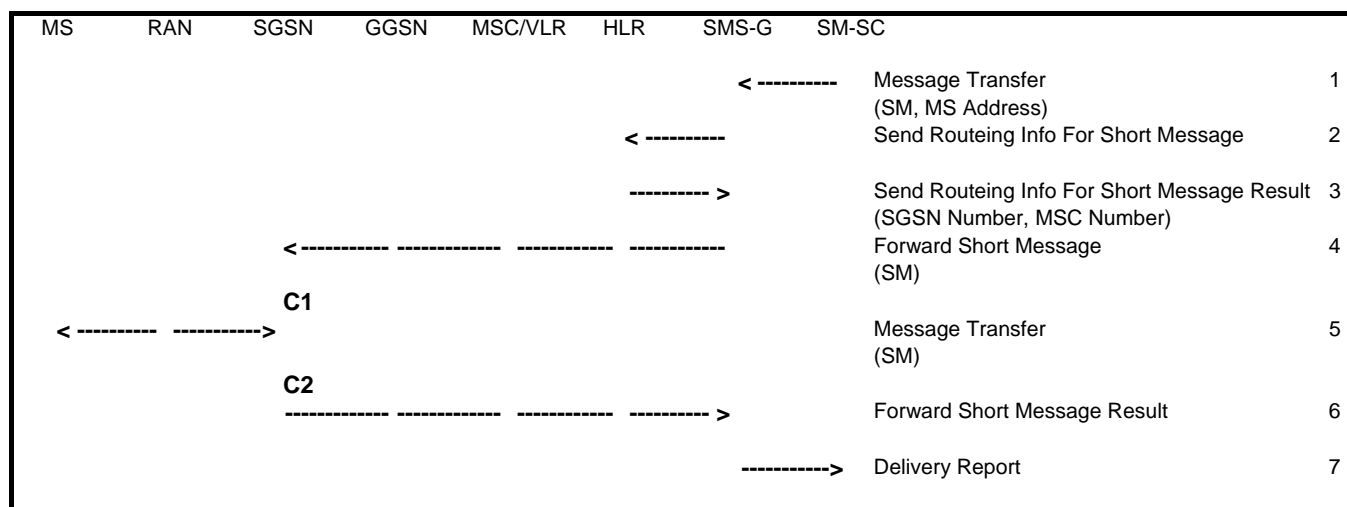 MS RAN SGSN GGSN MSC/VLR HLR SMS-G SM-SC
< ---------- Message Transfer 1
(SM, MS Address)
< ---------- Send Routeing Info For Short Message 2
---------- > Send Routeing Info For Short Message Result 3
(SGSN Number, MSC Number)
< ----------- ------------- ------------ ------------ Forward Short Message 4
(SM)
C1
< ---------- -----------> Message Transfer 5
(SM)
C2
------------- ------------- ------------ ---------- > Forward Short Message Result 6
-----------> Delivery Report 7